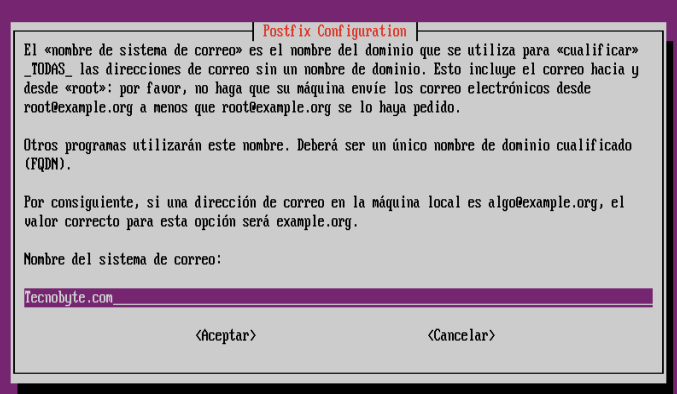 Postfix Configuration
El «nombre de sistema de correo» es el nombre del dominio que se utiliza para «cualificar»
_TODAS_ las direcciones de correo sin un nombre de dominio. Esto incluye el correo hacia y
desde «root»: por favor, no haga que su máquina envíe los correo electrónicos desde
root@example.org a menos que root@example.org se lo haya pedido.
Otros programas utilizarán este nombre. Deberá ser un único nombre de dominio cualificado
(FQDN).
Por consiguiente, si una dirección de correo en la máquina local es algo@example.org, el
valor correcto para esta opción será example.org.
Nombre del sistema de correo:
Tecnobyte.com
<Aceptar> <Cancelar>